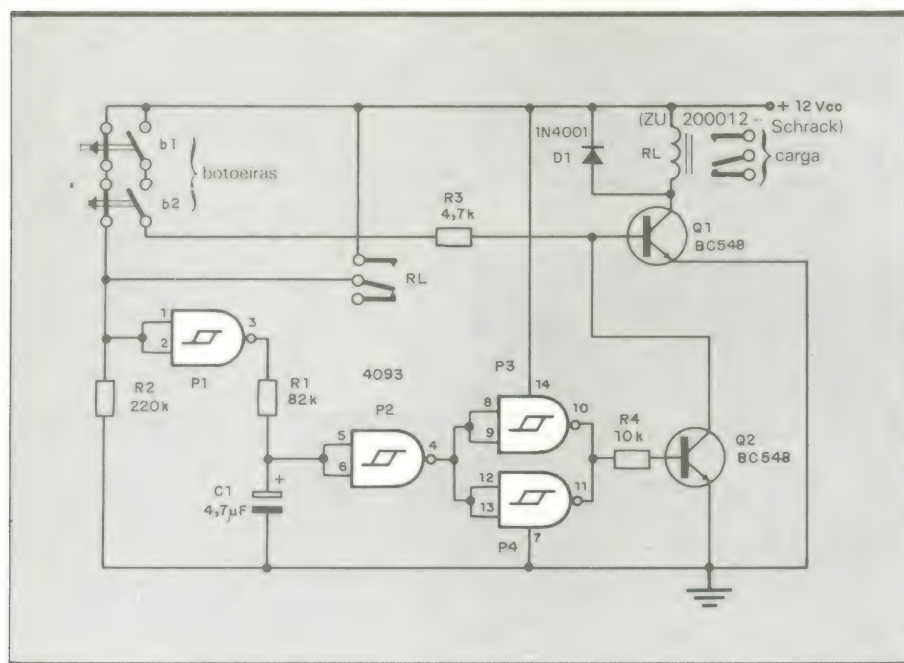 + 12 Vcc
(ZU 200012 -
Schrack)
1N4001
D1
RL
carga
b1
botoeiras
b2
R3
4,7k
Q1
BC548
RL
1
2
3
P1
R2
220k
R1
82k
4093
P2
P3
14
8
9
10
5
6
4
R4
10k
Q2
BC548
12
13
11
7
P4
C1
+
4,7µF